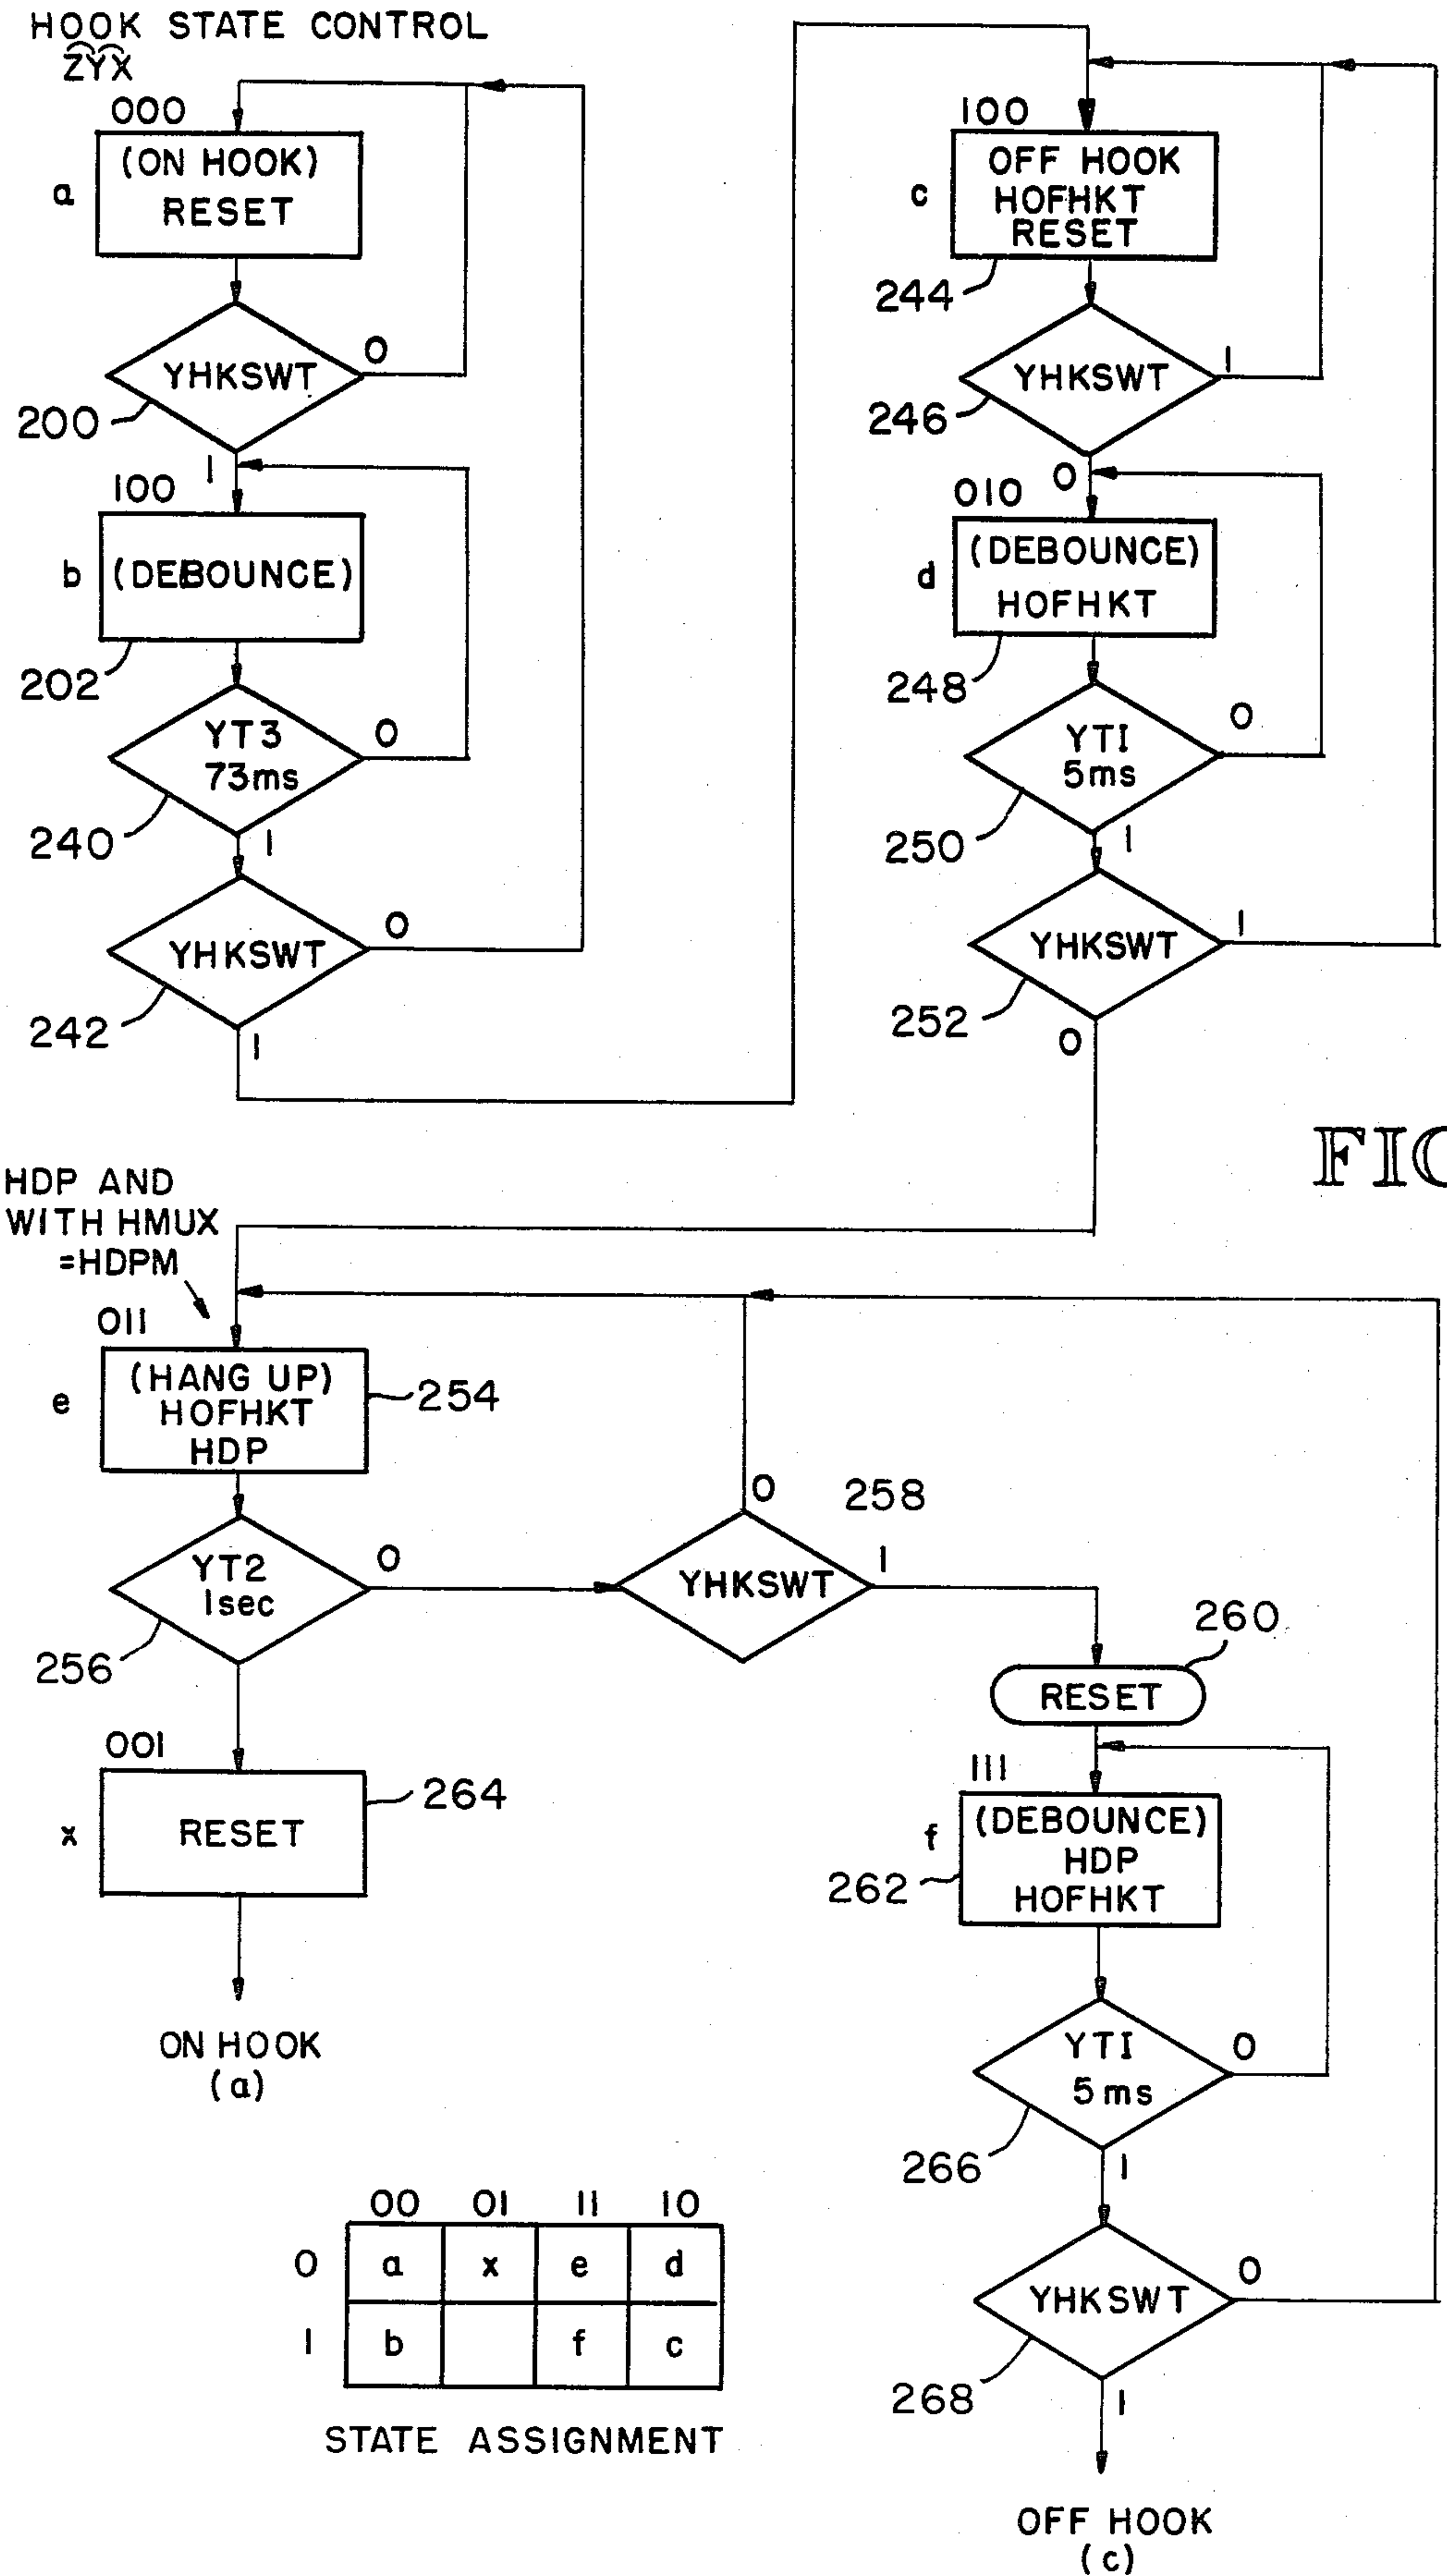 HOOK STATE CONTROL
ZYX
000
a
(ON HOOK)
RESET
YHKSWT
0
200
1
100
b
(DEBOUNCE)
202
YT3
73ms
0
240
1
YHKSWT
0
242
1
100
c
OFF HOOK
HOFHKT
RESET
244
YHKSWT
1
246
0
010
d
(DEBOUNCE)
HOFHKT
248
YTI
5ms
0
250
1
YHKSWT
1
252
0
FIG
HDP AND
WITH HMUX
=HDPM
011
e
(HANG UP)
HOFHKT
HDP
254
YT2
1sec
0
256
YHKSWT
0
258
1
260
RESET
001
x
RESET
264
ON HOOK
(a)
111
f
(DEBOUNCE)
HDP
HOFHKT
262
YTI
5ms
0
266
1
YHKSWT
0
268
1
OFF HOOK
(c)
00 01 11 10
0 a x e d
1 b f c
STATE ASSIGNMENT